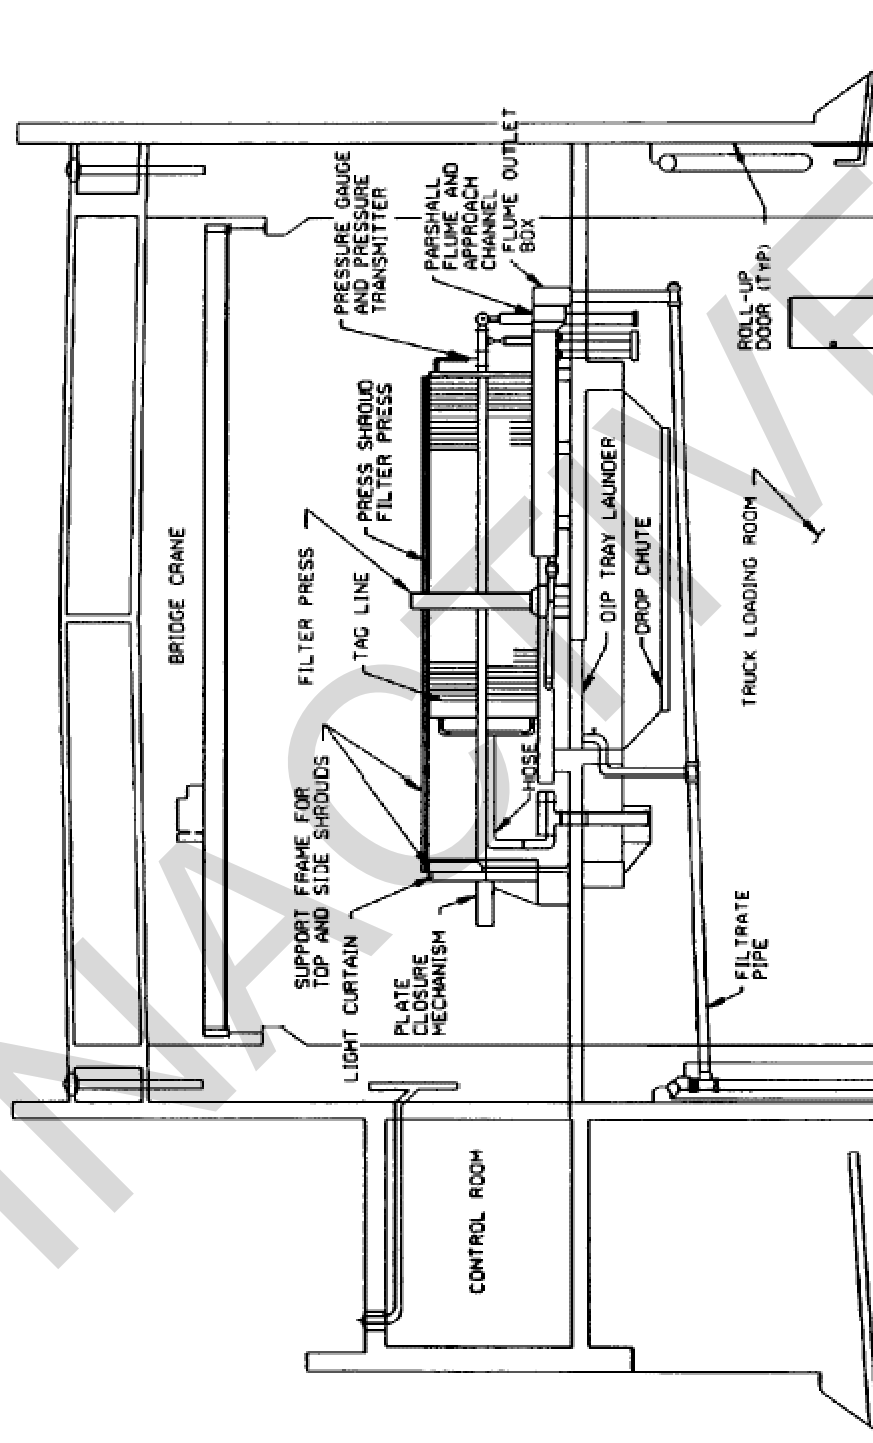 BRIDGE CRANE
SUPPORT FRAME FOR
TOP AND SIDE SHROUDS
LIGHT CURTAIN
PLATE
CLOSURE
MECHANISM
FILTER PRESS
TAG LINE
PRESS SHROUD
FILTER PRESS
PRESSURE GAUGE
AND PRESSURE
TRANSMITTER
PARSHALL
FLUME AND
APPROACH
CHANNEL
FLUME OUTLET
BOX
HOSE
DIP TRAY LAUNDER
DROP CHUTE
CONTROL ROOM
FILTRATE
PIPE
TRUCK LOADING ROOM
ROLL-UP
DOOR (TYP)
INACTIVE